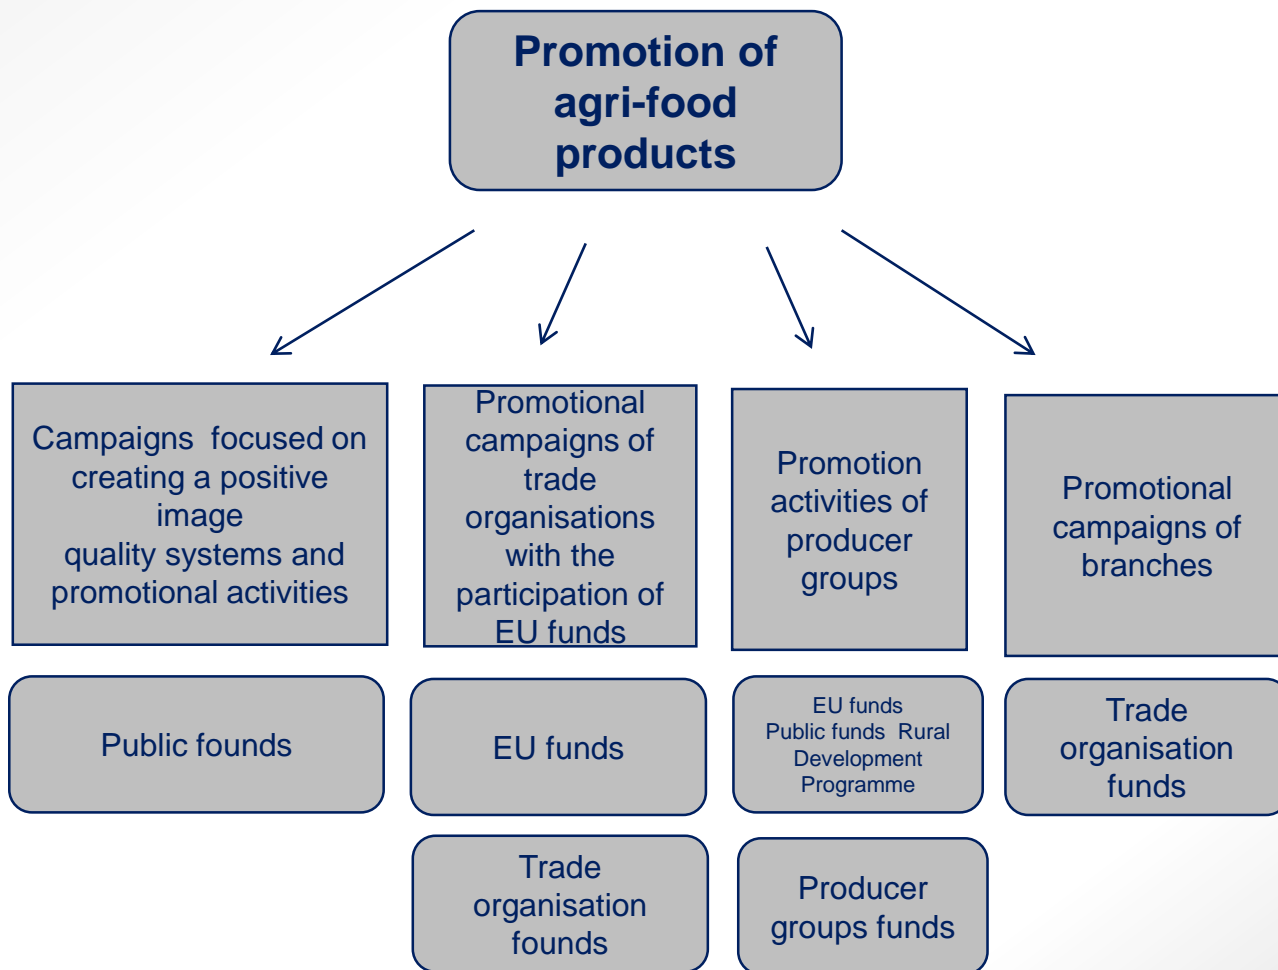 Promotion of
agri-food
products
Campaigns focused on
creating a positive
image
quality systems and
promotional activities
Promotional
campaigns of
trade
organisations
with the
participation of
EU funds
Promotion
activities of
producer
groups
Promotional
campaigns of
branches
Public founds
EU funds
EU funds
Public funds Rural
Development
Programme
Trade
organisation
funds
Trade
organisation
founds
Producer
groups funds